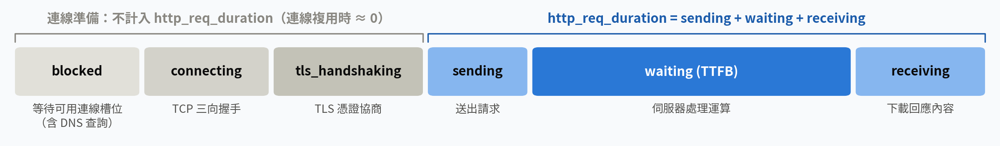 連線準備：不計入 http_req_duration（連線複用時 ≈ 0）
http_req_duration = sending + waiting + receiving
blocked
connecting
tls_handshaking
sending
waiting (TTFB)
receiving
等待可用連線槽位
（含 DNS 查詢）
TCP 三向握手
TLS 憑證協商
送出請求
伺服器處理運算
下載回應內容